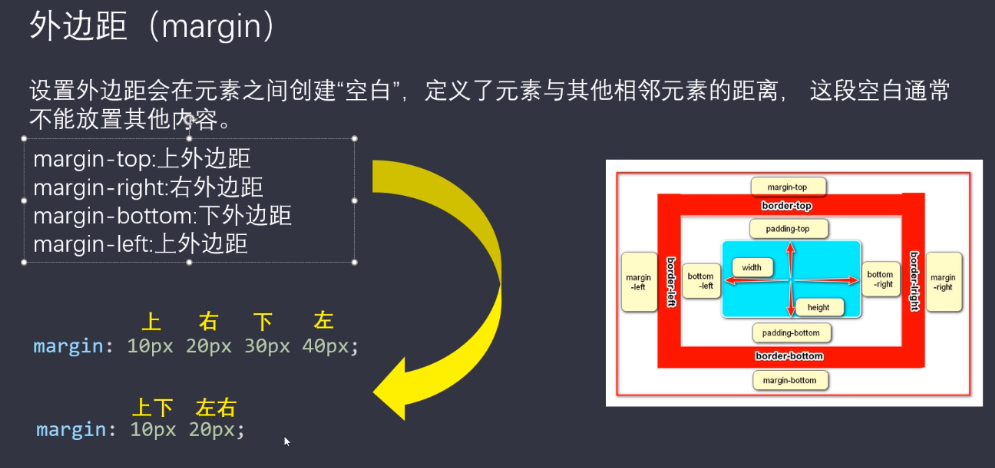 外边距（margin）
设置外边距会在元素之间创建“空白”，定义了元素与其他相邻元素的距离， 这段空白通常
不能放置其他内容。
margin-top:上外边距
margin-right:右外边距
margin-bottom:下外边距
margin-left:上外边距
上 右 下 左
margin: 10px 20px 30px 40px;
上下 左右
margin: 10px 20px;
margin-top
border-top
padding-top
margin
-left
border-left
bottom
-left
width
height
bottom
-right
border-right
margin
-right
padding-bottom
border-bottom
margin-bottom